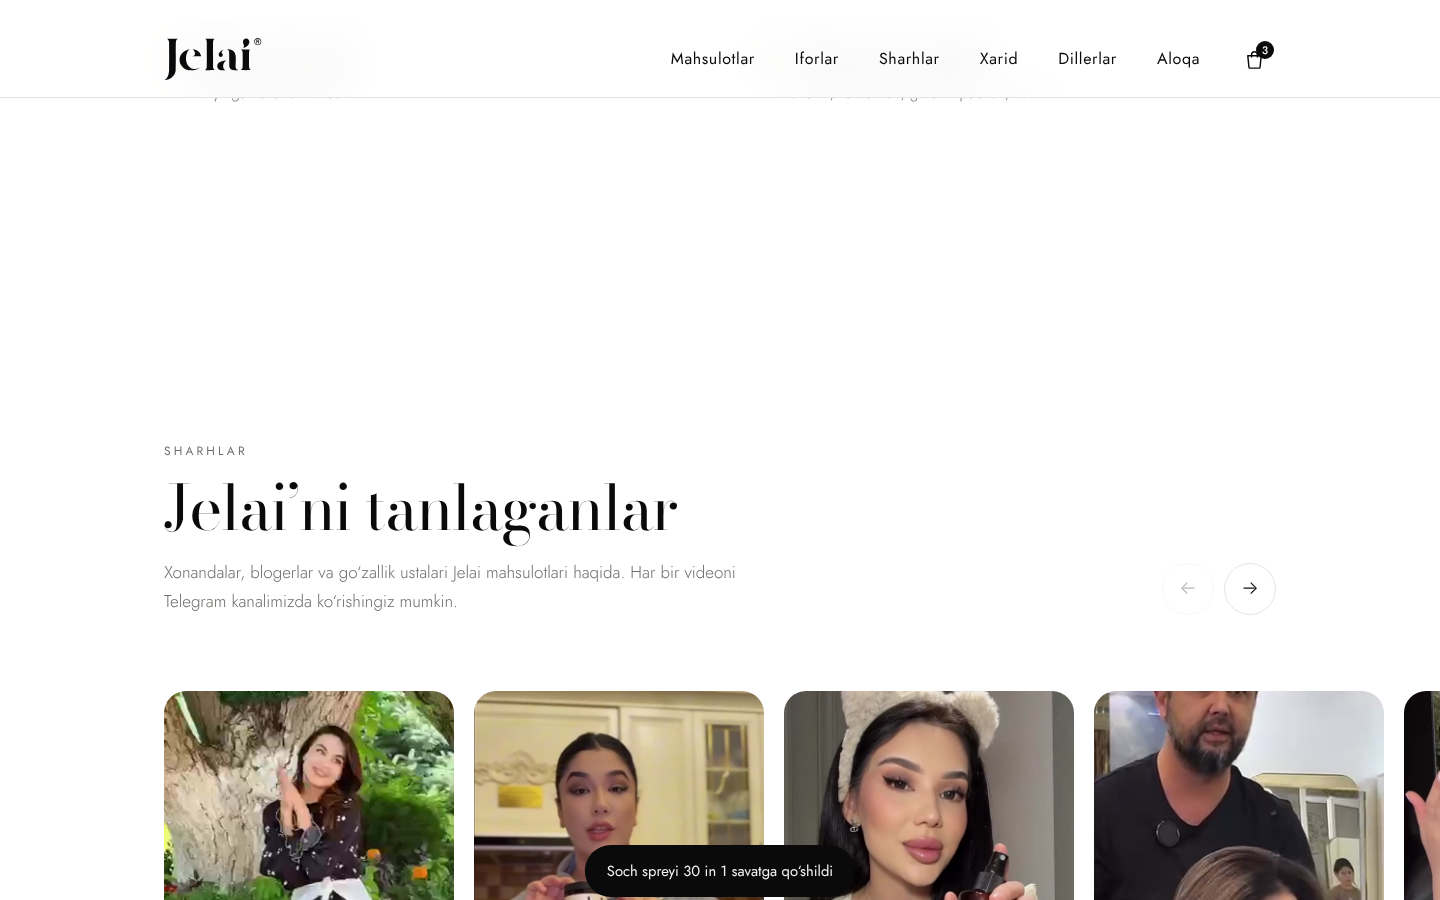 Jelai®
Mahsulotlar
Iforlar
Sharhlar
Xarid
Dillerlar
Aloqa
3
SHARHLAR
Jelai’ni tanlaganlar
Xonandalar, blogerlar va go‘zallik ustalari Jelai mahsulotlari haqida. Har bir videoni
Telegram kanalimizda ko‘rishingiz mumkin.
Soch spreyi 30 in 1 savatga qo‘shildi